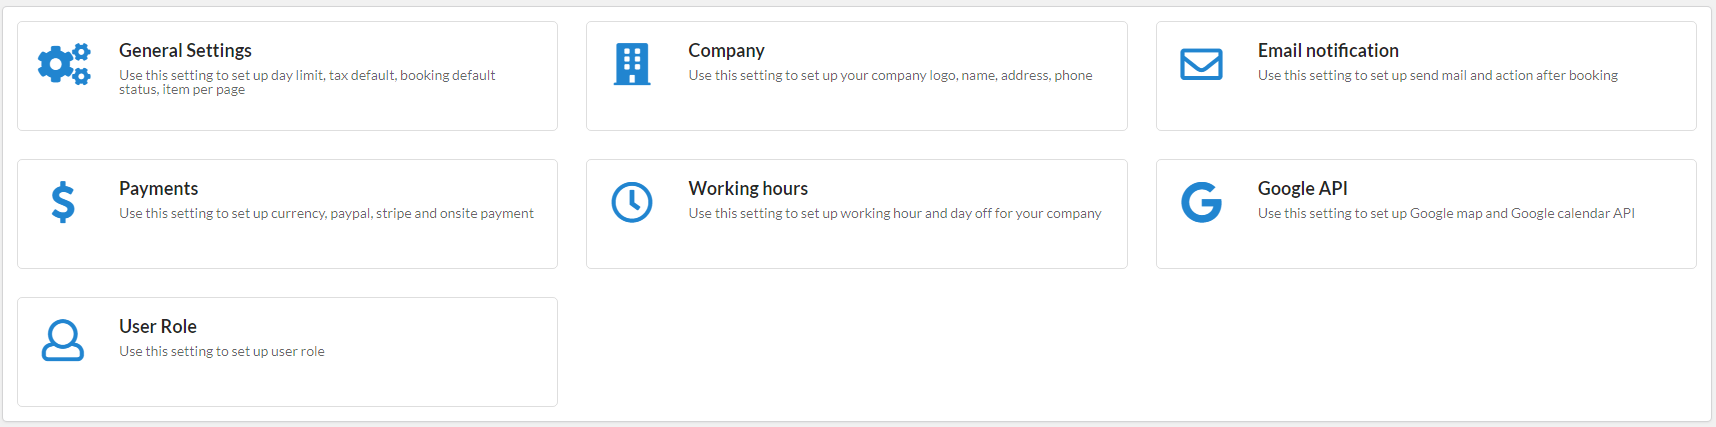 General Settings
Use this setting to set up day limit, tax default, booking default
status, item per page
Company
Use this setting to set up your company logo, name, address, phone
Email notification
Use this setting to set up send mail and action after booking
Payments
Use this setting to set up currency, paypal, stripe and onsite payment
Working hours
Use this setting to set up working hour and day off for your company
Google API
Use this setting to set up Google map and Google calendar API
User Role
Use this setting to set up user role